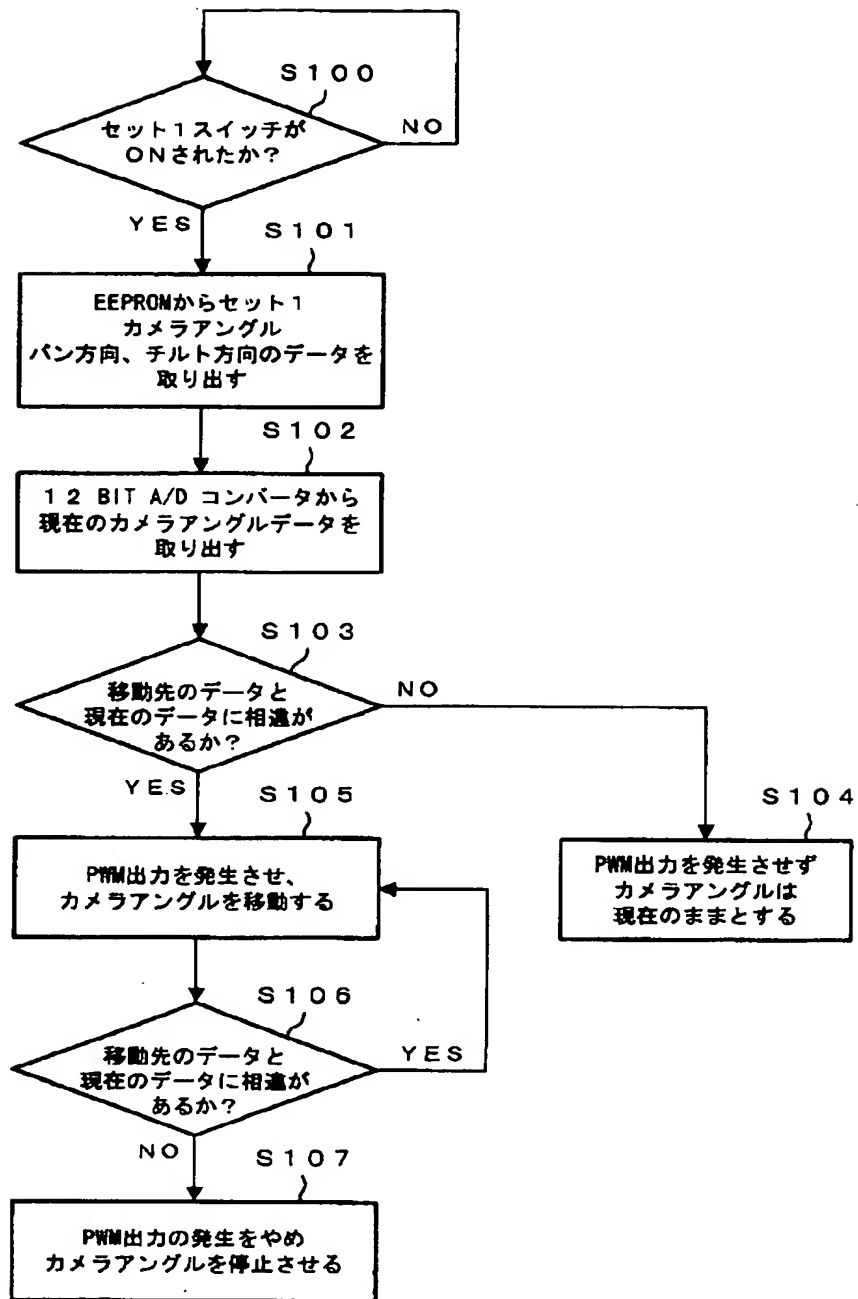 S100
セット1スイッチが
ONされたか?
NO
YES
S101
EEPROMからセット1
カメラアングル
パン方向、チルト方向のデータを
取り出す
S102
12 BIT A/D コンバータから
現在のカメラアングルデータを
取り出す
S103
移動先のデータと
現在のデータに相違が
あるか?
NO
YES
S104
PWM出力を発生させず
カメラアングルは
現在のままとする
S105
PWM出力を発生させ、
カメラアングルを移動する
S106
移動先のデータと
現在のデータに相違が
あるか?
YES
NO
S107
PWM出力の発生をやめ
カメラアングルを停止させる